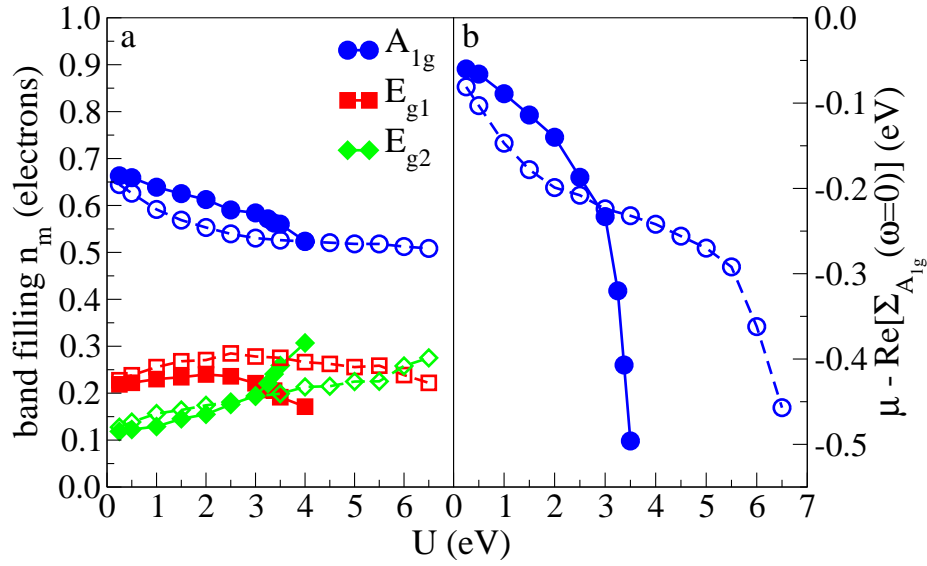 a
b
A1g
Eg1
Eg2
band filling n_m (electrons)
1.0
0.9
0.8
0.7
0.6
0.5
0.4
0.3
0.2
0.1
0.0
0 1 2 3 4 5 6 0 1 2 3 4 5 6 7
U (eV)
0.0
-0.1
-0.2
-0.3
-0.4
-0.5
μ - Re[Σ_A1g (ω=0)] (eV)